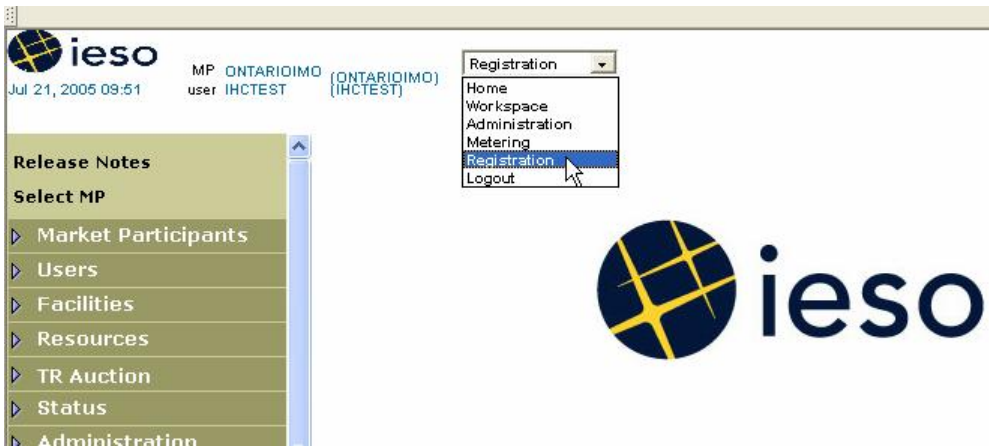 ieso
Jul 21, 2005 09:51
MP ONTARIOIMO (ONTARIOIMO)
user IHCTEST (IHCTEST)
Registration
Home
Workspace
Administration
Metering
Registration
Logout
Release Notes
Select MP
Market Participants
Users
Facilities
Resources
TR Auction
Status
Administration
ieso